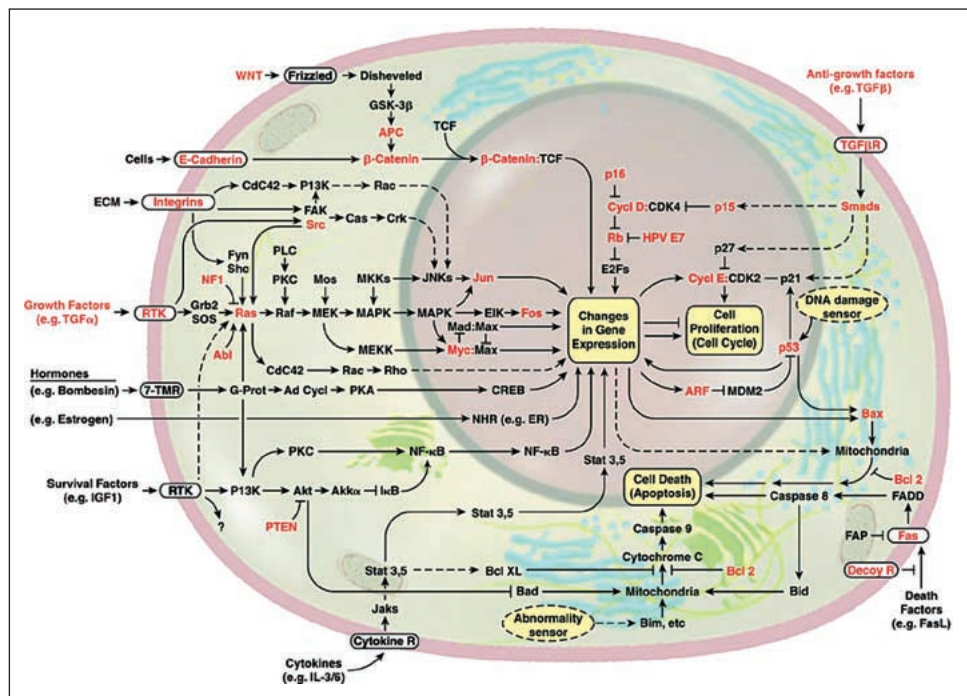 WNT
Frizzled
Disheveled
GSK-3β
APC
TCF
Cells
E-Cadherin
β-Catenin
β-Catenin:TCF
Anti-growth factors
(e.g. TGFβ)
TGFβR
Smads
p16
Cycl D:CDK4
p15
Rb
HPV E7
E2Fs
p27
Cycl E:CDK2
p21
DNA damage
sensor
ECM
Integrins
CdC42
P13K
Rac
FAK
Src
Cas
Crk
Fyn
Shc
PLC
NF1
PKC
Mos
MKKs
JNKs
Jun
Growth Factors
(e.g. TGFα)
RTK
Grb2
SOS
Ras
Raf
MEK
MAPK
MAPK
ElK
Fos
Mad:Max
Abl
MEKK
Myc:Max
CdC42
Rac
Rho
Changes
in Gene
Expression
Cell
Proliferation
(Cell Cycle)
p53
ARF
MDM2
Bax
Hormones
(e.g. Bombesin)
7-TMR
G-Prot
Ad Cycl
PKA
CREB
(e.g. Estrogen)
NHR (e.g. ER)
PKC
NF-κB
NF-κB
Stat 3,5
Mitochondria
Survival Factors
(e.g. IGF1)
RTK
P13K
Akt
Akkα
IκB
?
PTEN
Cell Death
(Apoptosis)
Bcl 2
Caspase 8
FADD
Stat 3,5
Caspase 9
FAP
Fas
Cytochrome C
Stat 3,5
Bcl XL
Bcl 2
Decoy R
Jaks
Bad
Mitochondria
Bid
Death
Factors
(e.g. FasL)
Abnormality
sensor
Bim, etc
Cytokine R
Cytokines
(e.g. IL-3/6)